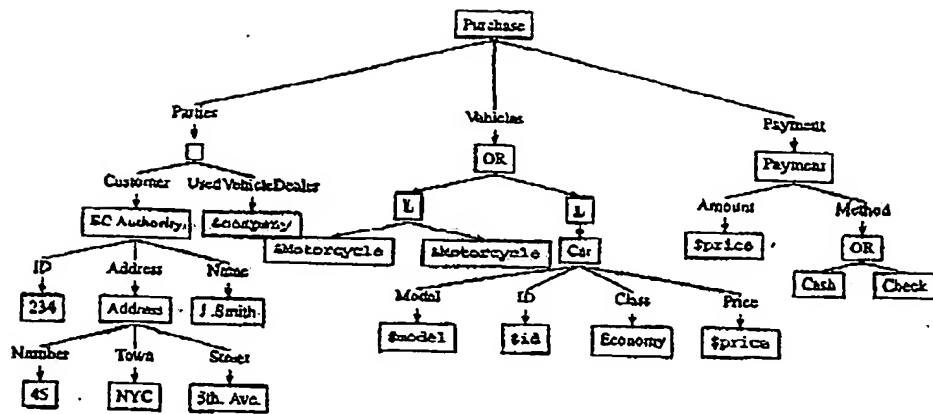 Purchase
Parties Vehicles Payment
OR Payment
Customer UsedVehicleDealer L L Amount Method
&company Car $price OR
&Motorcycle &Motorcycle Cash Check
ID Address Name Model ID Class Price
234 Address J.Smith $model $id Economy $price
Number Town Street
45 NYC 5th. Ave.